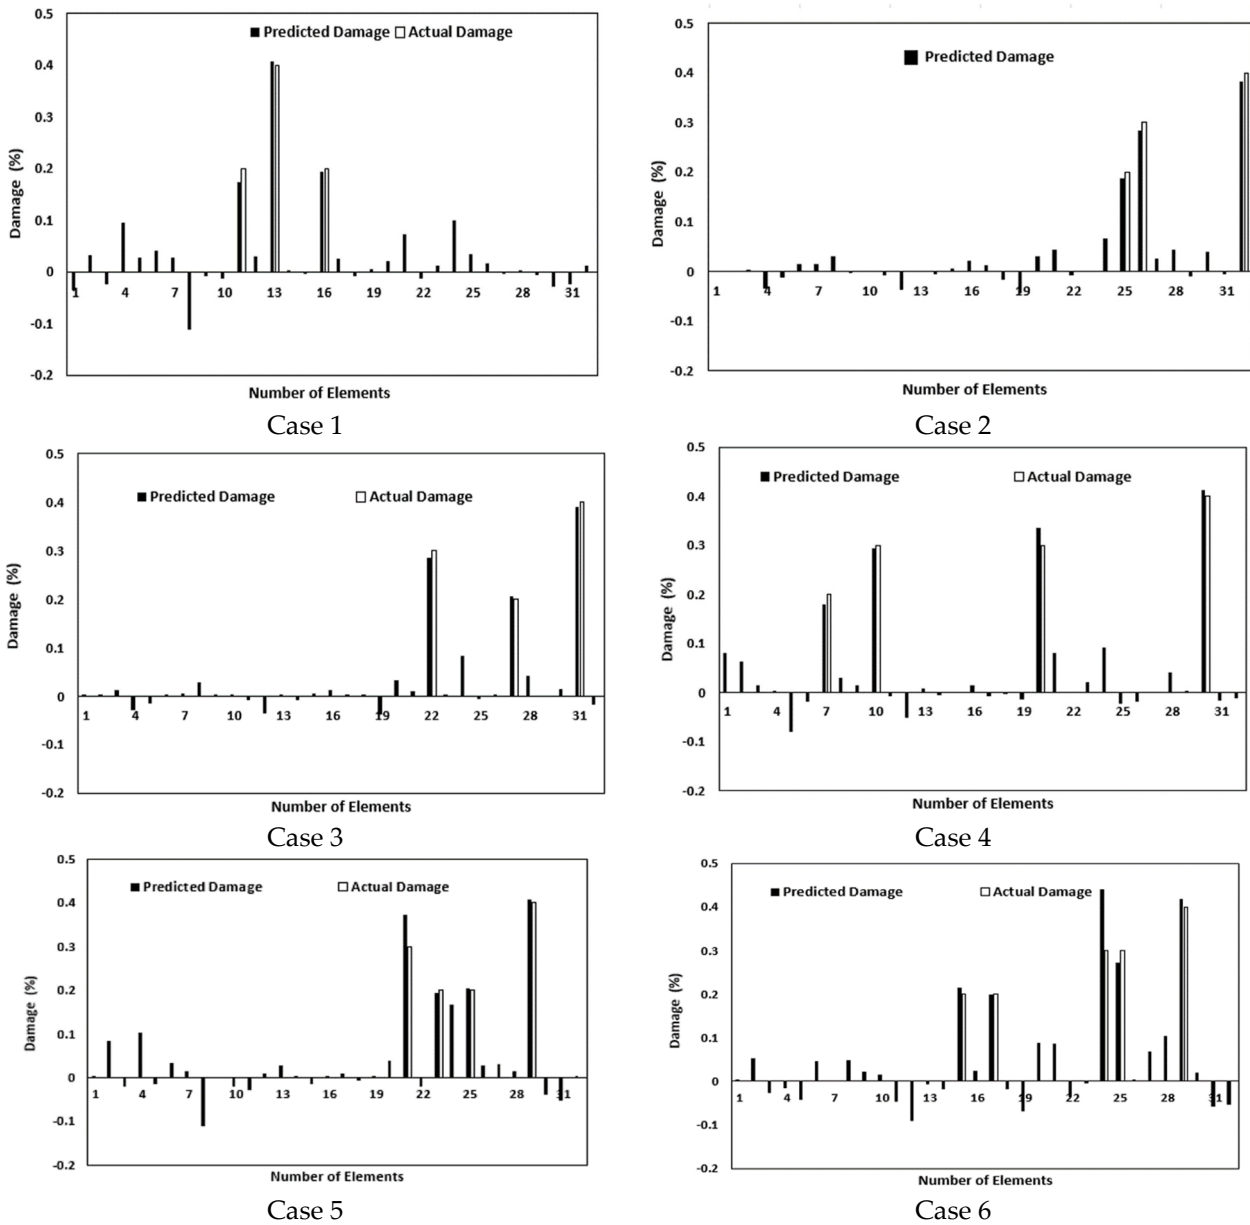 Predicted Damage Actual Damage
0.5
0.4
0.3
0.2
0.1
0
-0.1
-0.2
Damage (%)
1 4 7 10 13 16 19 22 25 28 31
Number of Elements
Case 1
Predicted Damage
0.5
0.4
0.3
0.2
0.1
0
-0.1
-0.2
Damage (%)
1 4 7 10 13 16 19 22 25 28 31
Number of Elements
Case 2
Predicted Damage Actual Damage
0.5
0.4
0.3
0.2
0.1
0
-0.1
-0.2
Damage (%)
1 4 7 10 13 16 19 22 25 28 31
Number of Elements
Case 3
Predicted Damage Actual Damage
0.5
0.4
0.3
0.2
0.1
0
-0.1
-0.2
Damage (%)
1 4 7 10 13 16 19 22 25 28 31
Number of Elements
Case 4
Predicted Damage Actual Damage
0.5
0.4
0.3
0.2
0.1
0
-0.1
-0.2
Damage (%)
1 4 7 10 13 16 19 22 25 28 31
Number of Elements
Case 5
Predicted Damage Actual Damage
0.5
0.4
0.3
0.2
0.1
0
-0.1
-0.2
Damage (%)
1 4 7 10 13 16 19 22 25 28 31
Number of Elements
Case 6